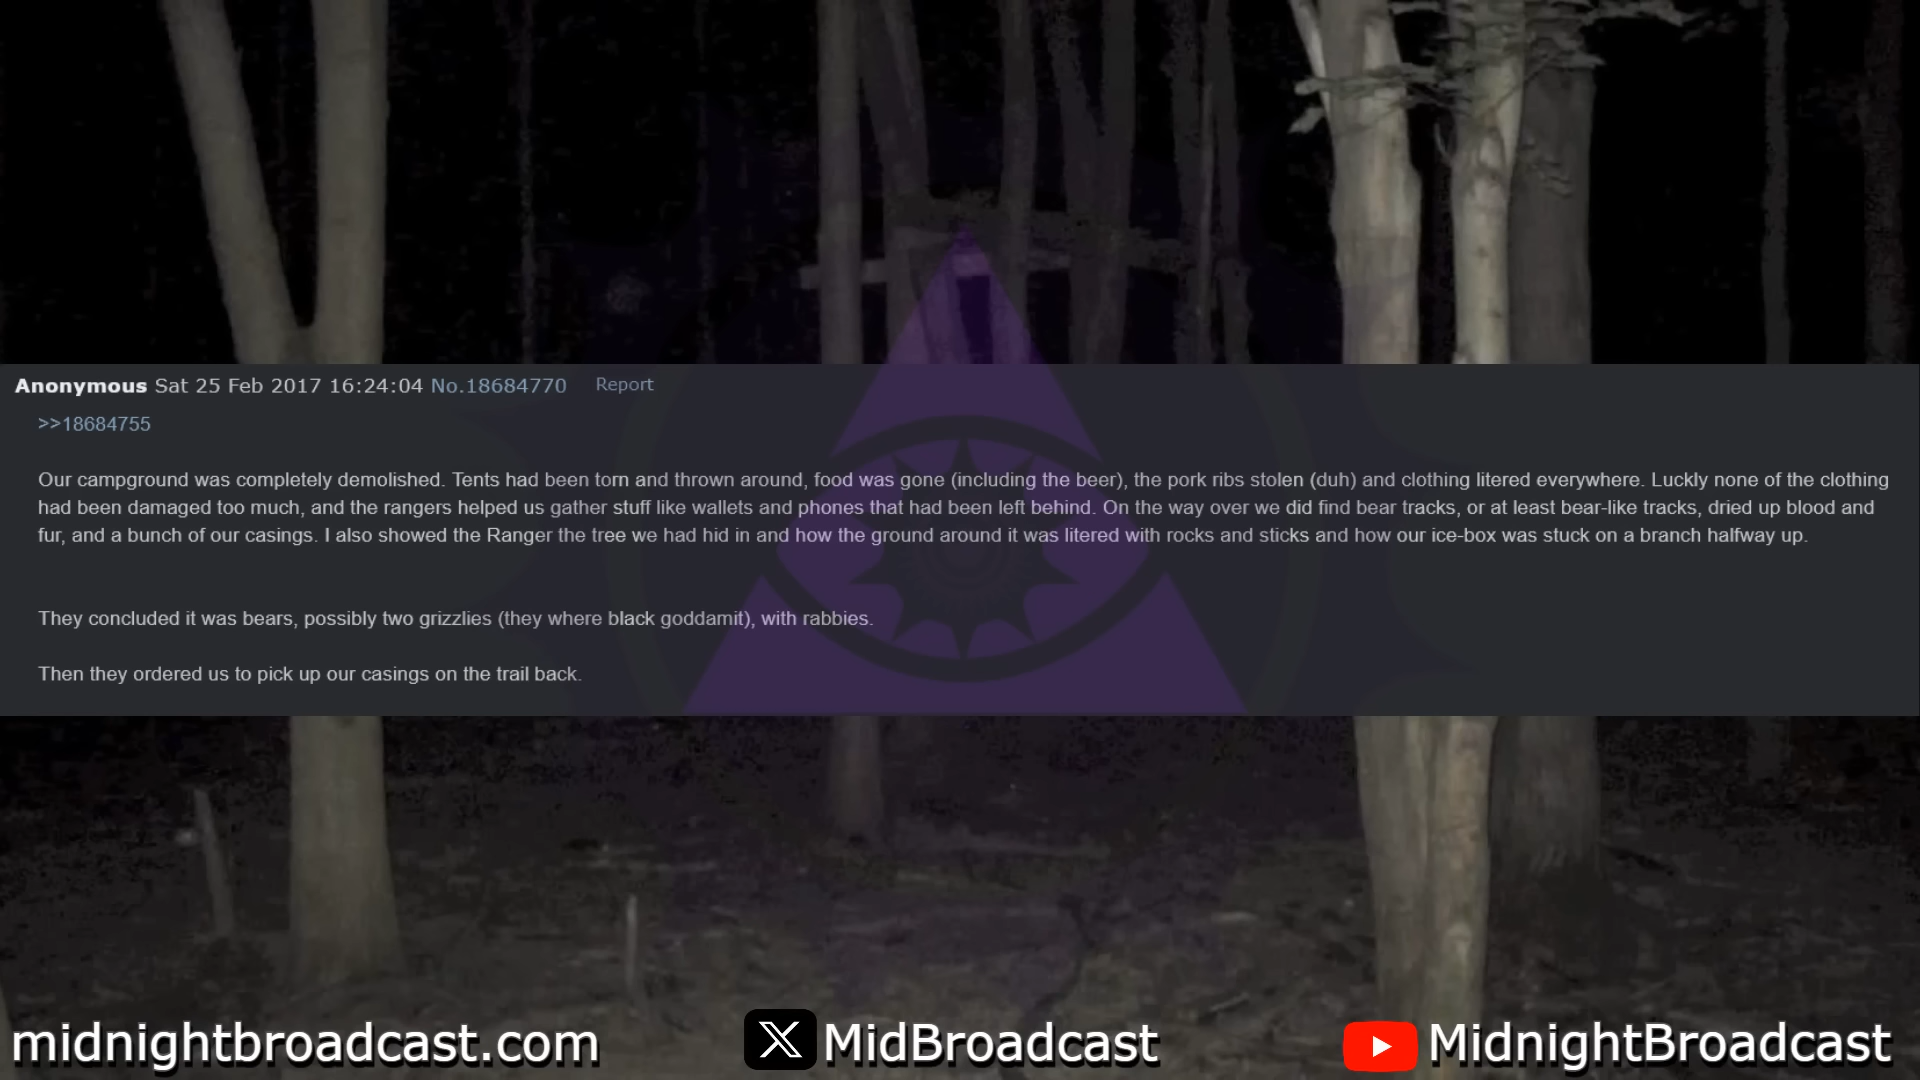 Anonymous Sat 25 Feb 2017 16:24:04 No.18684770 Report
>>18684755
Our campground was completely demolished. Tents had been torn and thrown around, food was gone (including the beer), the pork ribs stolen (duh) and clothing litered everywhere. Luckly none of the clothing
had been damaged too much, and the rangers helped us gather stuff like wallets and phones that had been left behind. On the way over we did find bear tracks, or at least bear-like tracks, dried up blood and
fur, and a bunch of our casings. I also showed the Ranger the tree we had hid in and how the ground around it was litered with rocks and sticks and how our ice-box was stuck on a branch halfway up.
They concluded it was bears, possibly two grizzlies (they where black goddamit), with rabbies.
Then they ordered us to pick up our casings on the trail back.
midnightbroadcast.com X MidBroadcast MidnightBroadcast